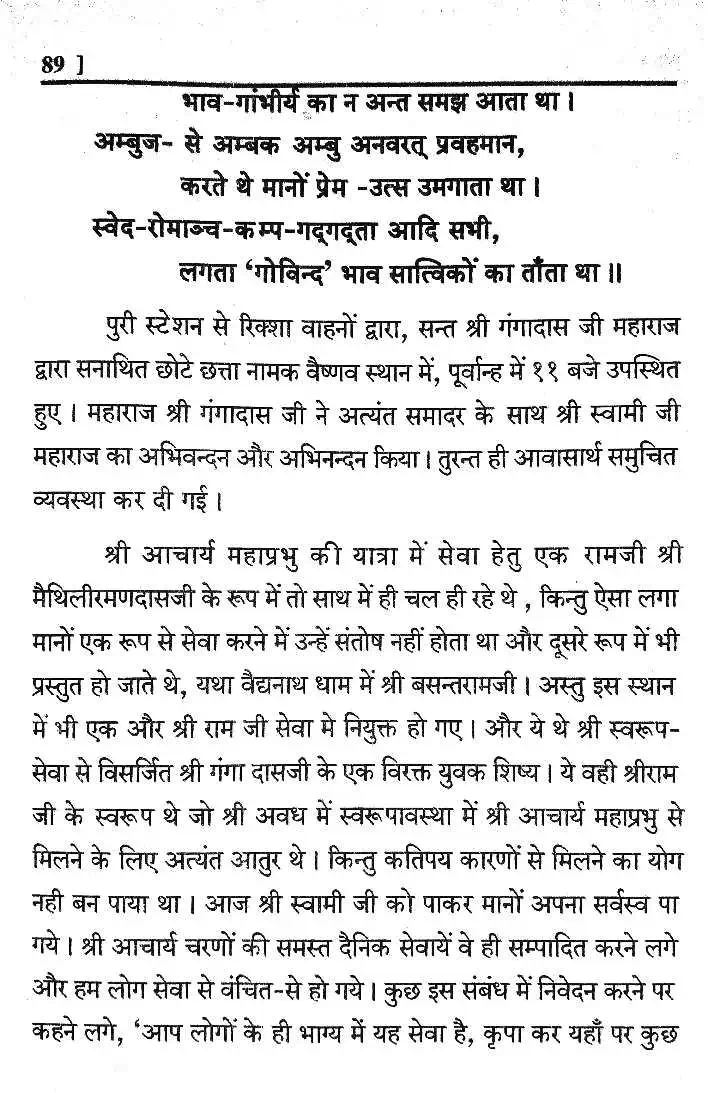 89 ]
भाव-गांभीर्य का न अन्त समझ आता था।
अम्बुज- से अम्बक अम्बु अनवरत् प्रवहमान,
करते थे मानों प्रेम -उत्स उमगाता था।
स्वेद-रोमाञ्च-कम्प-गद्‌गद्ता आदि सभी,
लगता ‘गोविन्द’ भाव सात्विकों का ताँता था॥
पुरी स्टेशन से रिक्शा वाहनों द्वारा, सन्त श्री गंगादास जी महाराज
द्वारा सनाथित छोटे छत्ता नामक वैष्णव स्थान में, पूर्वान्ह में ११ बजे उपस्थित
हुए। महाराज श्री गंगादास जी ने अत्यंत समादर के साथ श्री स्वामी जी
महाराज का अभिवन्दन और अभिनन्दन किया। तुरन्त ही आवासार्थ समुचित
व्यवस्था कर दी गई।
श्री आचार्य महाप्रभु की यात्रा में सेवा हेतु एक रामजी श्री
मैथिलीरमणदासजी के रूप में तो साथ में ही चल ही रहे थे , किन्तु ऐसा लगा
मानों एक रूप से सेवा करने में उन्हें संतोष नहीं होता था और दूसरे रूप में भी
प्रस्तुत हो जाते थे, यथा वैद्यनाथ धाम में श्री बसन्तरामजी। अस्तु इस स्थान
में भी एक और श्री राम जी सेवा मे नियुक्त हो गए। और ये थे श्री स्वरूप-
सेवा से विसर्जित श्री गंगा दासजी के एक विरक्त युवक शिष्य। ये वही श्रीराम
जी के स्वरूप थे जो श्री अवध में स्वरूपावस्था में श्री आचार्य महाप्रभु से
मिलने के लिए अत्यंत आतुर थे। किन्तु कतिपय कारणों से मिलने का योग
नही बन पाया था। आज श्री स्वामी जी को पाकर मानों अपना सर्वस्व पा
गये। श्री आचार्य चरणों की समस्त दैनिक सेवायें वे ही सम्पादित करने लगे
और हम लोग सेवा से वंचित-से हो गये। कुछ इस संबंध में निवेदन करने पर
कहने लगे, ‘आप लोगों के ही भाग्य में यह सेवा है, कृपा कर यहाँ पर कुछ